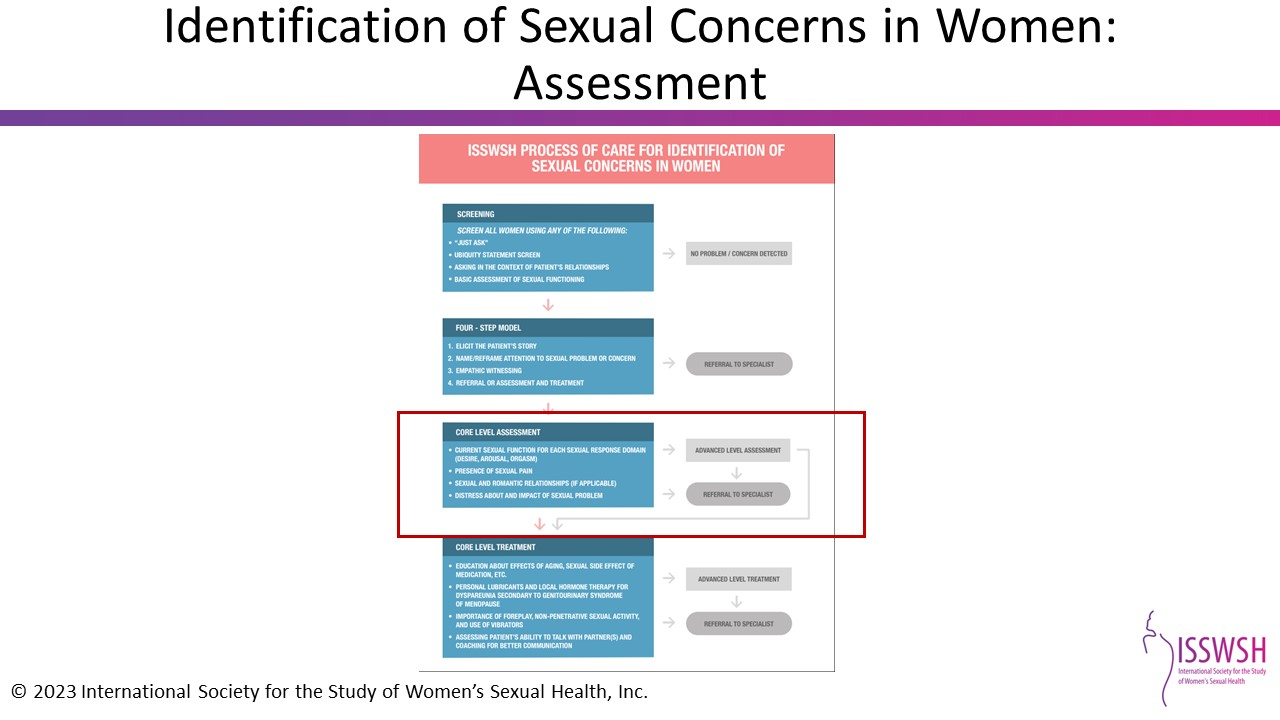 Identification of Sexual Concerns in Women:
Assessment
ISSWSH PROCESS OF CARE FOR IDENTIFICATION OF
SEXUAL CONCERNS IN WOMEN
SCREENING
SCREEN ALL WOMEN USING ANY OF THE FOLLOWING:
• "JUST ASK"
• UBIQUITY STATEMENT SCREEN
• ASKING IN THE CONTEXT OF PATIENT'S RELATIONSHIPS
• BASIC ASSESSMENT OF SEXUAL FUNCTIONING
NO PROBLEM / CONCERN DETECTED
FOUR - STEP MODEL
1. ELICIT THE PATIENT'S STORY
2. NAME/REFRAME ATTENTION TO SEXUAL PROBLEM OR CONCERN
3. EMPATHIC WITNESSING
4. REFERRAL OR ASSESSMENT AND TREATMENT
REFERRAL TO SPECIALIST
CORE LEVEL ASSESSMENT
• CURRENT SEXUAL FUNCTION FOR EACH SEXUAL RESPONSE DOMAIN
(DESIRE, AROUSAL, ORGASM)
• PRESENCE OF SEXUAL PAIN
• SEXUAL AND ROMANTIC RELATIONSHIPS (IF APPLICABLE)
• DISTRESS ABOUT AND IMPACT OF SEXUAL PROBLEM
ADVANCED LEVEL ASSESSMENT
REFERRAL TO SPECIALIST
CORE LEVEL TREATMENT
• EDUCATION ABOUT EFFECTS OF AGING, SEXUAL SIDE EFFECT OF
MEDICATION, ETC.
• PERSONAL LUBRICANTS AND LOCAL HORMONE THERAPY FOR
DYSPAREUNIA SECONDARY TO GENITOURINARY SYNDROME
OF MENOPAUSE
• IMPORTANCE OF FOREPLAY, NON-PENETRATIVE SEXUAL ACTIVITY,
AND USE OF VIBRATORS
• ASSESSING PATIENT'S ABILITY TO TALK WITH PARTNER(S) AND
COACHING FOR BETTER COMMUNICATION
ADVANCED LEVEL TREATMENT
REFERRAL TO SPECIALIST
© 2023 International Society for the Study of Women's Sexual Health, Inc.
ISSWSH
International Society for the Study
of Women's Sexual Health